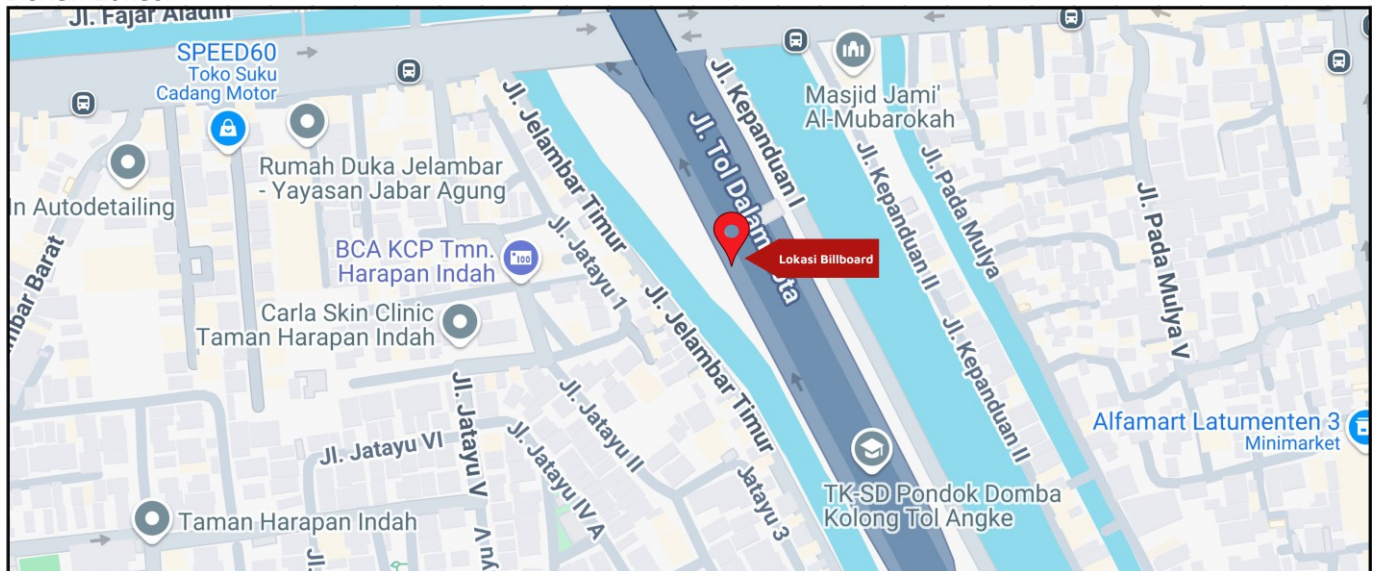 Jl. Fajar Aladin
SPEED60
Toko Suku
Cadang Motor
Rumah Duka Jelambar
- Yayasan Jabar Agung
In Autodetailing
BCA KCP Tmn.
Harapan Indah
Carla Skin Clinic
Taman Harapan Indah
Jl. Jelambar Timur
Jl. Jatayu 1
Jl. Jelambar Timur
Jl. Kepanduan I
Jl. Tol Dalam Kota
Lokasi Billboard
Masjid Jami'
Al-Mubarokah
Jl. Kepanduan II
Jl. Pada Mulya
Jl. Kepanduan II
Jl. Pada Mulya V
Alfamart Latumenten 3
Minimarket
TK-SD Pondok Domba
Kolong Tol Angke
mbar Barat
Jl. Jatayu VI
Jl. Jatayu V
Jl. Jatayu II
Jl. Jatayu IV A
Jatayu 3
Taman Harapan Indah
Jl.
yu V